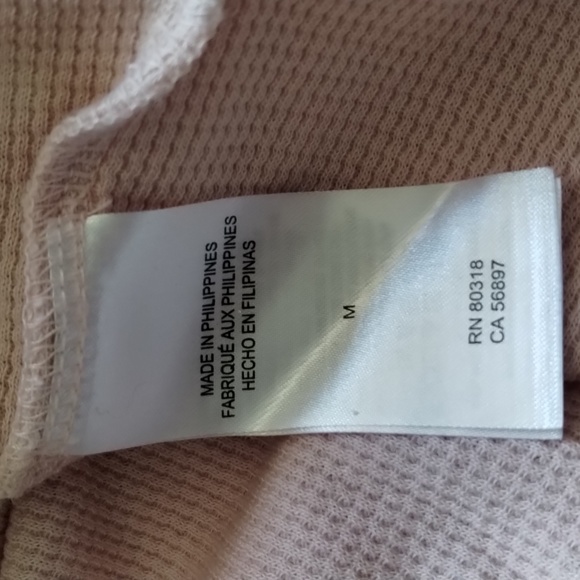 MADE IN PHILIPPINES
FABRIQUÉ AUX PHILIPPINES
HECHO EN FILIPINAS
M
RN 80318
CA 56897